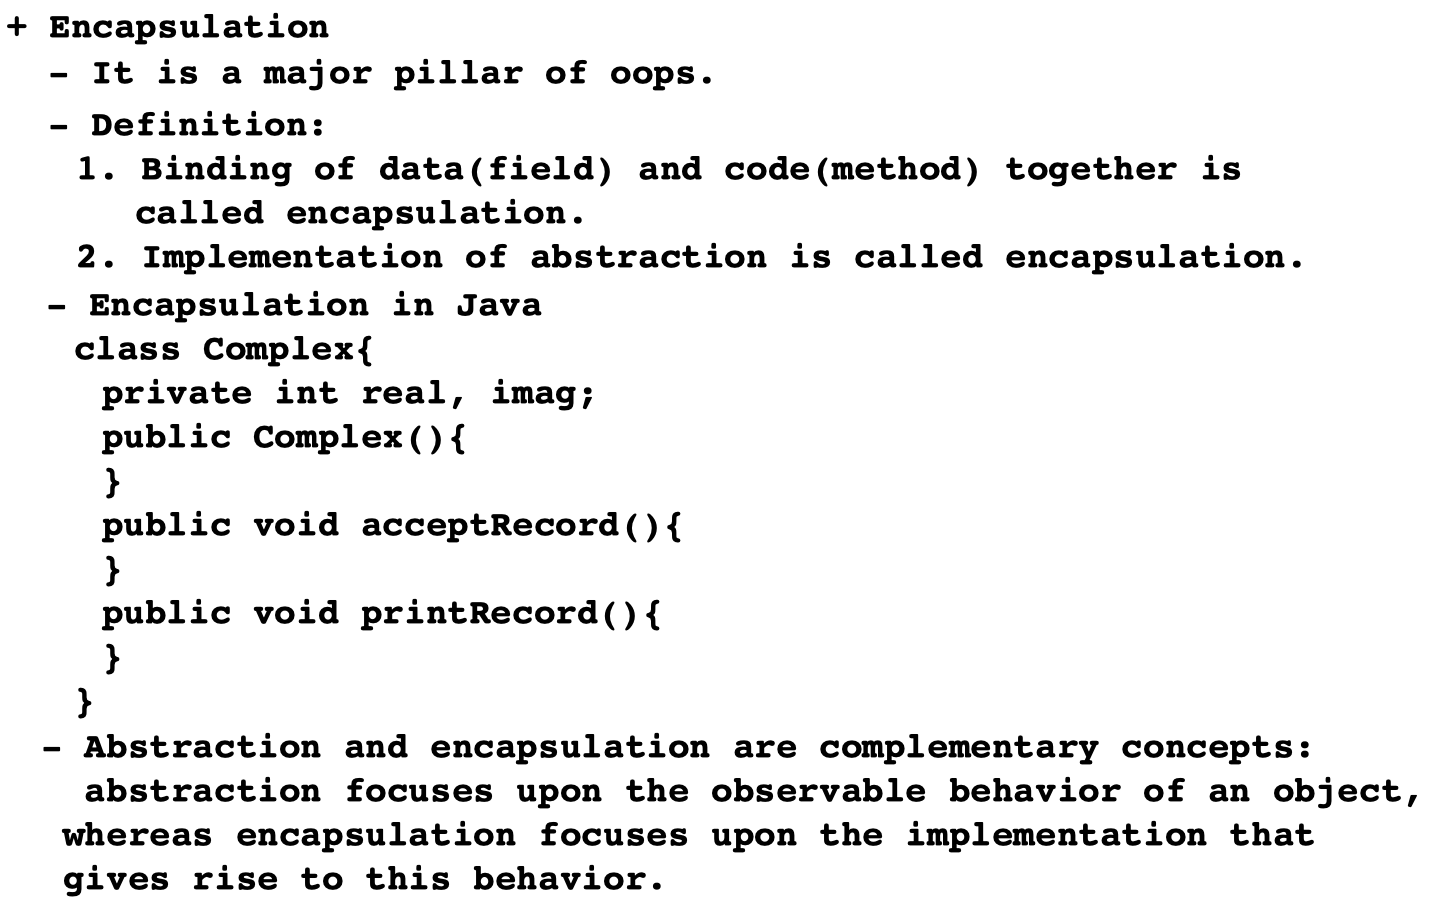 + Encapsulation
- It is a major pillar of oops.
- Definition:
1. Binding of data(field) and code(method) together is
called encapsulation.
2. Implementation of abstraction is called encapsulation.
- Encapsulation in Java
class Complex{
private int real, imag;
public Complex(){
}
public void acceptRecord(){
}
public void printRecord(){
}
}
- Abstraction and encapsulation are complementary concepts:
abstraction focuses upon the observable behavior of an object,
whereas encapsulation focuses upon the implementation that
gives rise to this behavior.